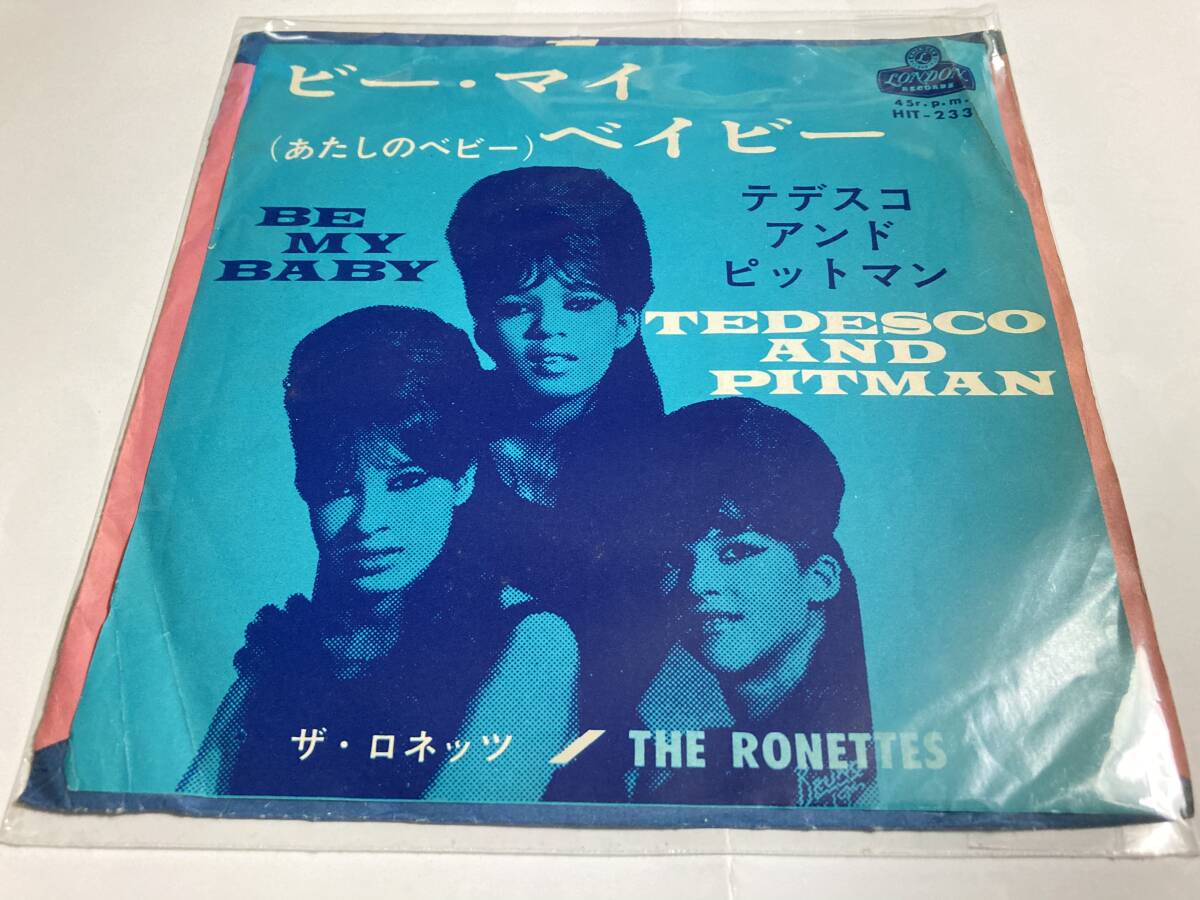 ビー・マイ
(あたしのベビー)ベイビー
LONDON
RECORDS
45r.p.m.
HIT-233
BE
MY
BABY
テデスコ
アンド
ピットマン
TEDESCO
AND
PITMAN
ザ・ロネッツ / THE RONETTES